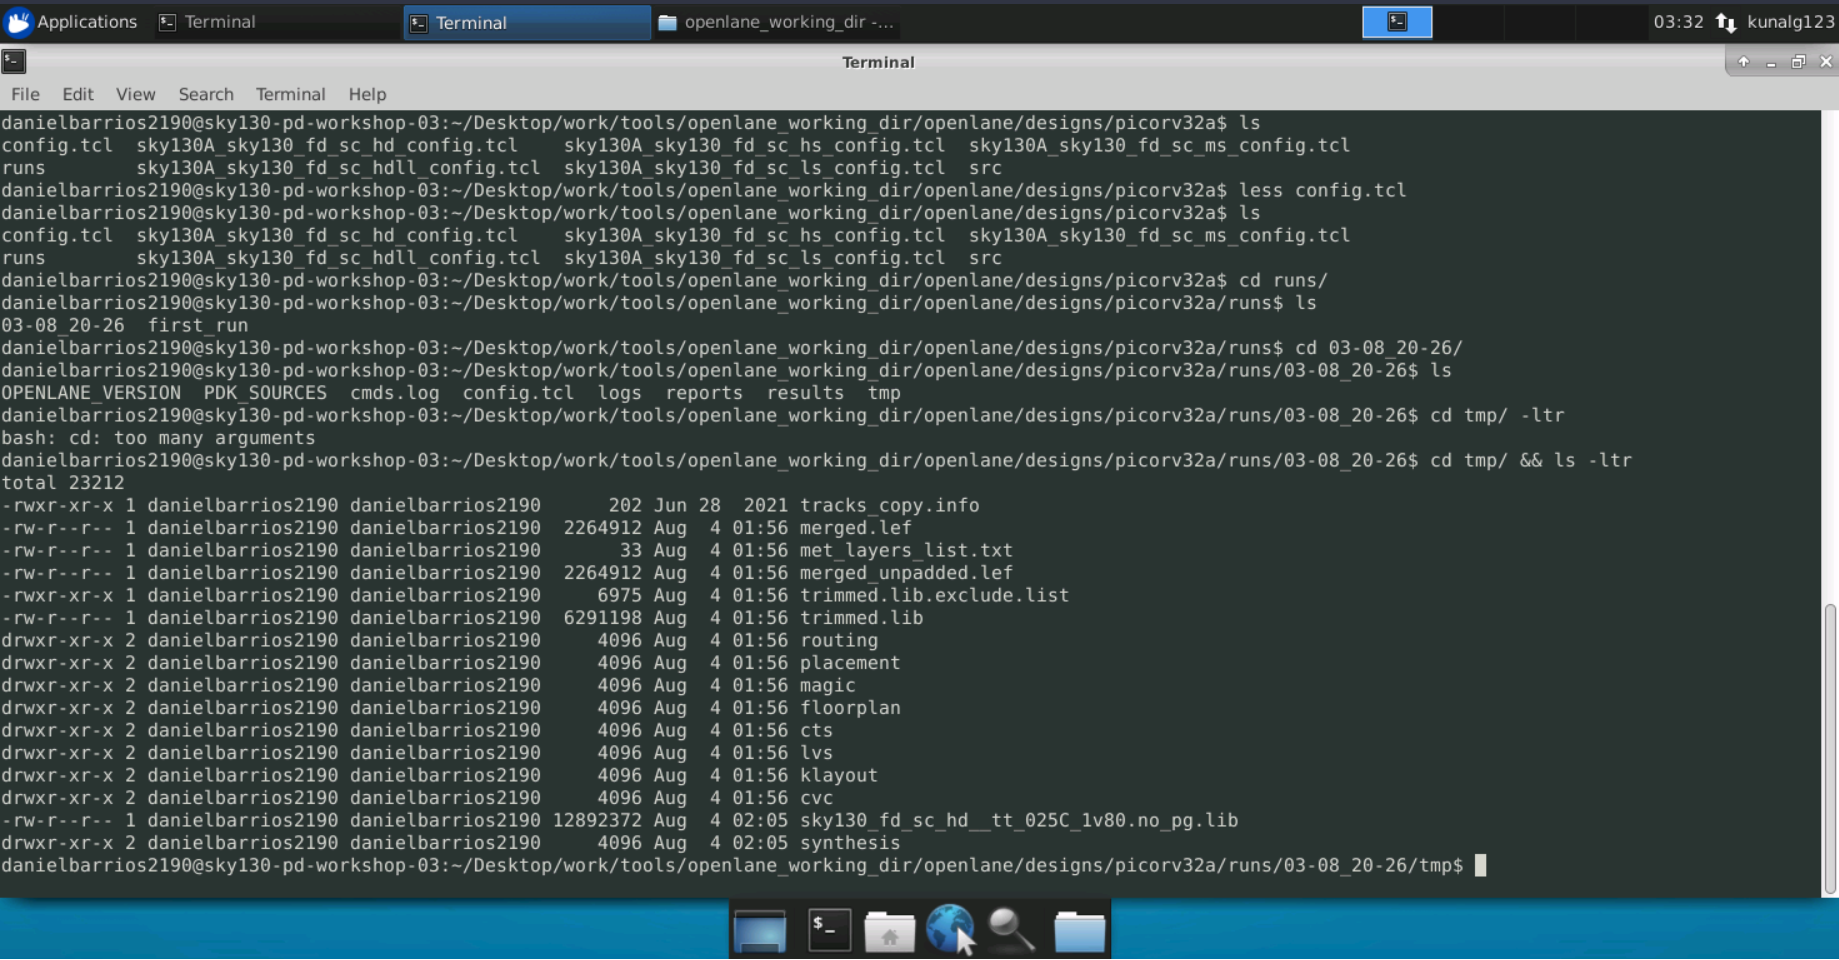 Applications  Terminal  Terminal  openlane_working_dir -...  03:32  kunalg123
Terminal
File  Edit  View  Search  Terminal  Help
danielbarrios2190@sky130-pd-workshop-03:~/Desktop/work/tools/openlane_working_dir/openlane/designs/picorv32a$ ls
config.tcl  sky130A_sky130_fd_sc_hd_config.tcl    sky130A_sky130_fd_sc_hs_config.tcl  sky130A_sky130_fd_sc_ms_config.tcl
runs        sky130A_sky130_fd_sc_hdll_config.tcl  sky130A_sky130_fd_sc_ls_config.tcl  src
danielbarrios2190@sky130-pd-workshop-03:~/Desktop/work/tools/openlane_working_dir/openlane/designs/picorv32a$ less config.tcl
danielbarrios2190@sky130-pd-workshop-03:~/Desktop/work/tools/openlane_working_dir/openlane/designs/picorv32a$ ls
config.tcl  sky130A_sky130_fd_sc_hd_config.tcl    sky130A_sky130_fd_sc_hs_config.tcl  sky130A_sky130_fd_sc_ms_config.tcl
runs        sky130A_sky130_fd_sc_hdll_config.tcl  sky130A_sky130_fd_sc_ls_config.tcl  src
danielbarrios2190@sky130-pd-workshop-03:~/Desktop/work/tools/openlane_working_dir/openlane/designs/picorv32a$ cd runs/
danielbarrios2190@sky130-pd-workshop-03:~/Desktop/work/tools/openlane_working_dir/openlane/designs/picorv32a/runs$ ls
03-08_20-26  first_run
danielbarrios2190@sky130-pd-workshop-03:~/Desktop/work/tools/openlane_working_dir/openlane/designs/picorv32a/runs$ cd 03-08_20-26/
danielbarrios2190@sky130-pd-workshop-03:~/Desktop/work/tools/openlane_working_dir/openlane/designs/picorv32a/runs/03-08_20-26$ ls
OPENLANE_VERSION  PDK_SOURCES  cmds.log  config.tcl  logs  reports  results  tmp
danielbarrios2190@sky130-pd-workshop-03:~/Desktop/work/tools/openlane_working_dir/openlane/designs/picorv32a/runs/03-08_20-26$ cd tmp/ -ltr
bash: cd: too many arguments
danielbarrios2190@sky130-pd-workshop-03:~/Desktop/work/tools/openlane_working_dir/openlane/designs/picorv32a/runs/03-08_20-26$ cd tmp/ && ls -ltr
total 23212
-rwxr-xr-x 1 danielbarrios2190 danielbarrios2190      202 Jun 28  2021 tracks_copy.info
-rw-r--r-- 1 danielbarrios2190 danielbarrios2190  2264912 Aug  4 01:56 merged.lef
-rw-r--r-- 1 danielbarrios2190 danielbarrios2190       33 Aug  4 01:56 met_layers_list.txt
-rw-r--r-- 1 danielbarrios2190 danielbarrios2190  2264912 Aug  4 01:56 merged_unpadded.lef
-rwxr-xr-x 1 danielbarrios2190 danielbarrios2190     6975 Aug  4 01:56 trimmed.lib.exclude.list
-rw-r--r-- 1 danielbarrios2190 danielbarrios2190  6291198 Aug  4 01:56 trimmed.lib
drwxr-xr-x 2 danielbarrios2190 danielbarrios2190     4096 Aug  4 01:56 routing
drwxr-xr-x 2 danielbarrios2190 danielbarrios2190     4096 Aug  4 01:56 placement
drwxr-xr-x 2 danielbarrios2190 danielbarrios2190     4096 Aug  4 01:56 magic
drwxr-xr-x 2 danielbarrios2190 danielbarrios2190     4096 Aug  4 01:56 floorplan
drwxr-xr-x 2 danielbarrios2190 danielbarrios2190     4096 Aug  4 01:56 cts
drwxr-xr-x 2 danielbarrios2190 danielbarrios2190     4096 Aug  4 01:56 lvs
drwxr-xr-x 2 danielbarrios2190 danielbarrios2190     4096 Aug  4 01:56 klayout
drwxr-xr-x 2 danielbarrios2190 danielbarrios2190     4096 Aug  4 01:56 cvc
-rw-r--r-- 1 danielbarrios2190 danielbarrios2190 12892372 Aug  4 02:05 sky130_fd_sc_hd__tt_025C_1v80.no_pg.lib
drwxr-xr-x 2 danielbarrios2190 danielbarrios2190     4096 Aug  4 02:05 synthesis
danielbarrios2190@sky130-pd-workshop-03:~/Desktop/work/tools/openlane_working_dir/openlane/designs/picorv32a/runs/03-08_20-26/tmp$